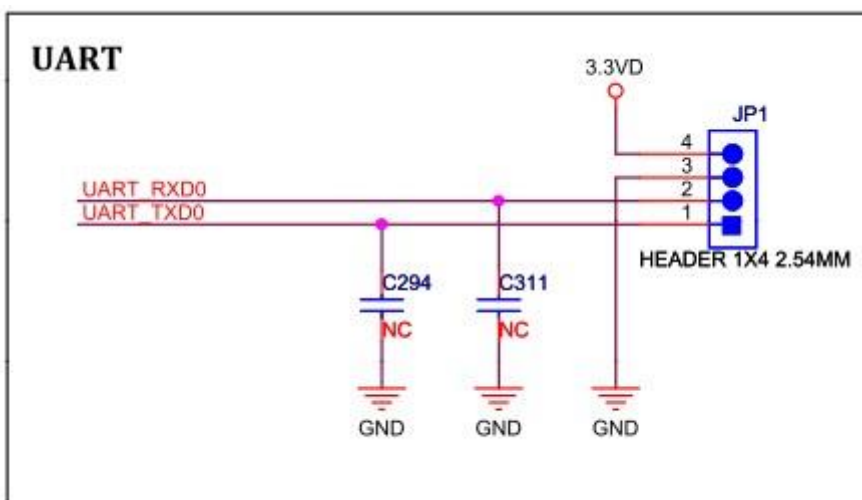 UART
3.3VD
JP1
4
3
UART_RXD0
2
UART_TXD0
1
HEADER 1X4 2.54MM
C294
C311
NC
NC
GND
GND
GND